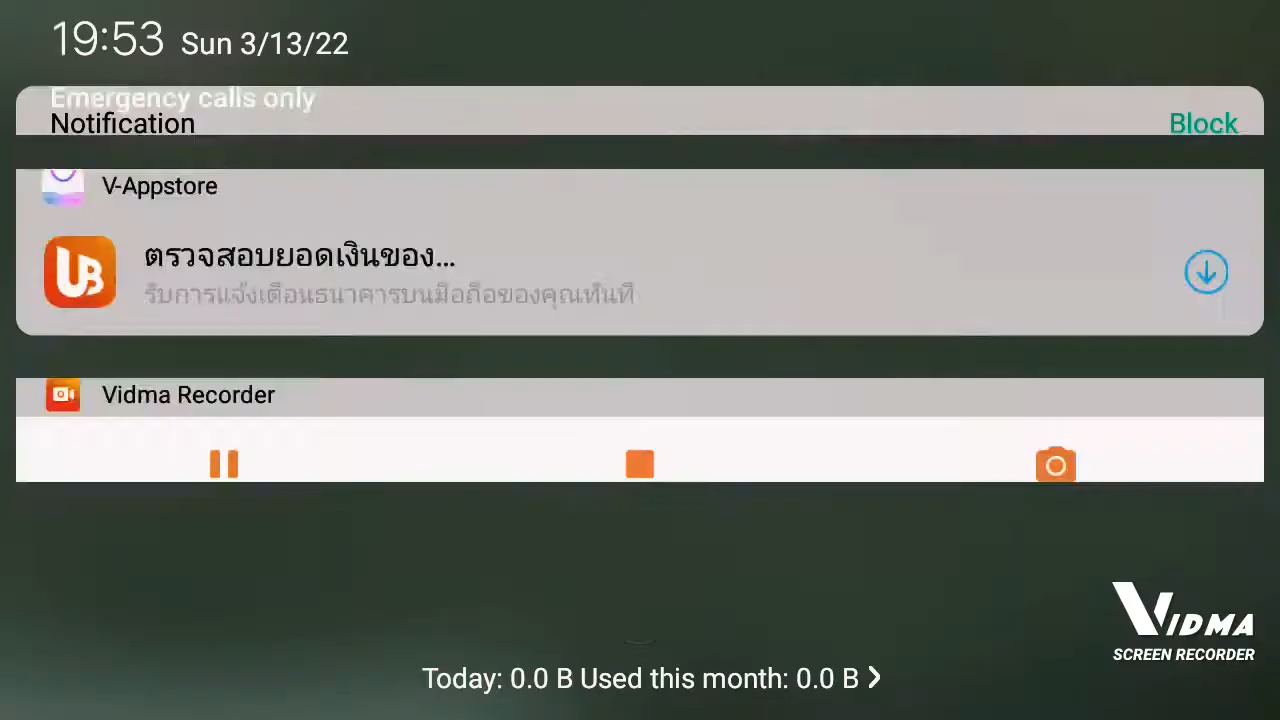 19:53 Sun 3/13/22
Emergency calls only
Notification Block
V-Appstore
ตรวจสอบยอดเงินของ...
รับการแจ้งเตือนธนาคารบนมือถือของคุณทันที
Vidma Recorder
VIDMA
SCREEN RECORDER
Today: 0.0 B Used this month: 0.0 B